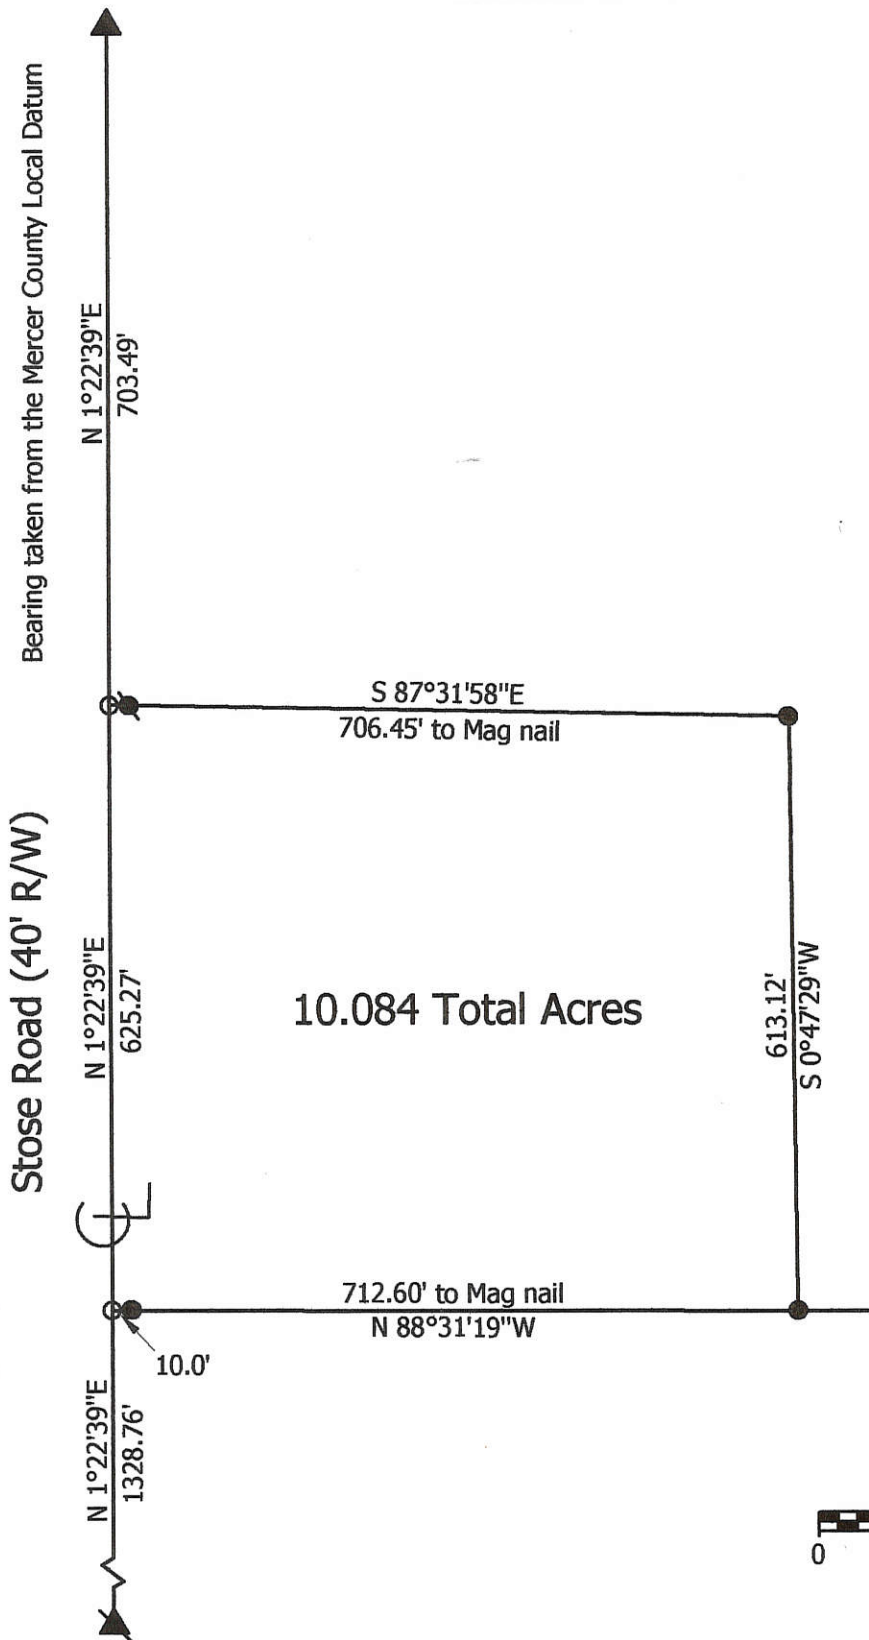 Bearing taken from the Mercer County Local Datum
N 1°22'39"E
703.49'
S 87°31'58"E
706.45' to Mag nail
Stose Road (40' R/W)
N 1°22'39"E
625.27'
10.084 Total Acres
613.12'
S 0°47'29"W
712.60' to Mag nail
N 88°31'19"W
10.0'
N 1°22'39"E
1328.76'
0